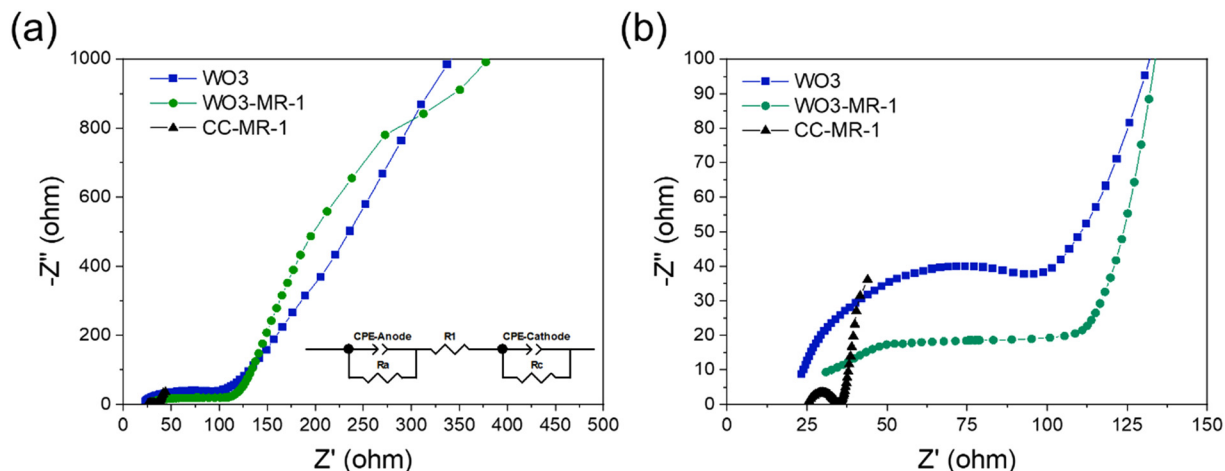 (a)
1000
800
600
400
200
0
-Z'' (ohm)
WO3
WO3-MR-1
CC-MR-1
CPE-Anode
R1
CPE-Cathode
Ra
Rc
0 50 100 150 200 250 300 350 400 450 500
Z' (ohm)
(b)
100
90
80
70
60
50
40
30
20
10
0
-Z'' (ohm)
WO3
WO3-MR-1
CC-MR-1
0 25 50 75 100 125 150
Z' (ohm)